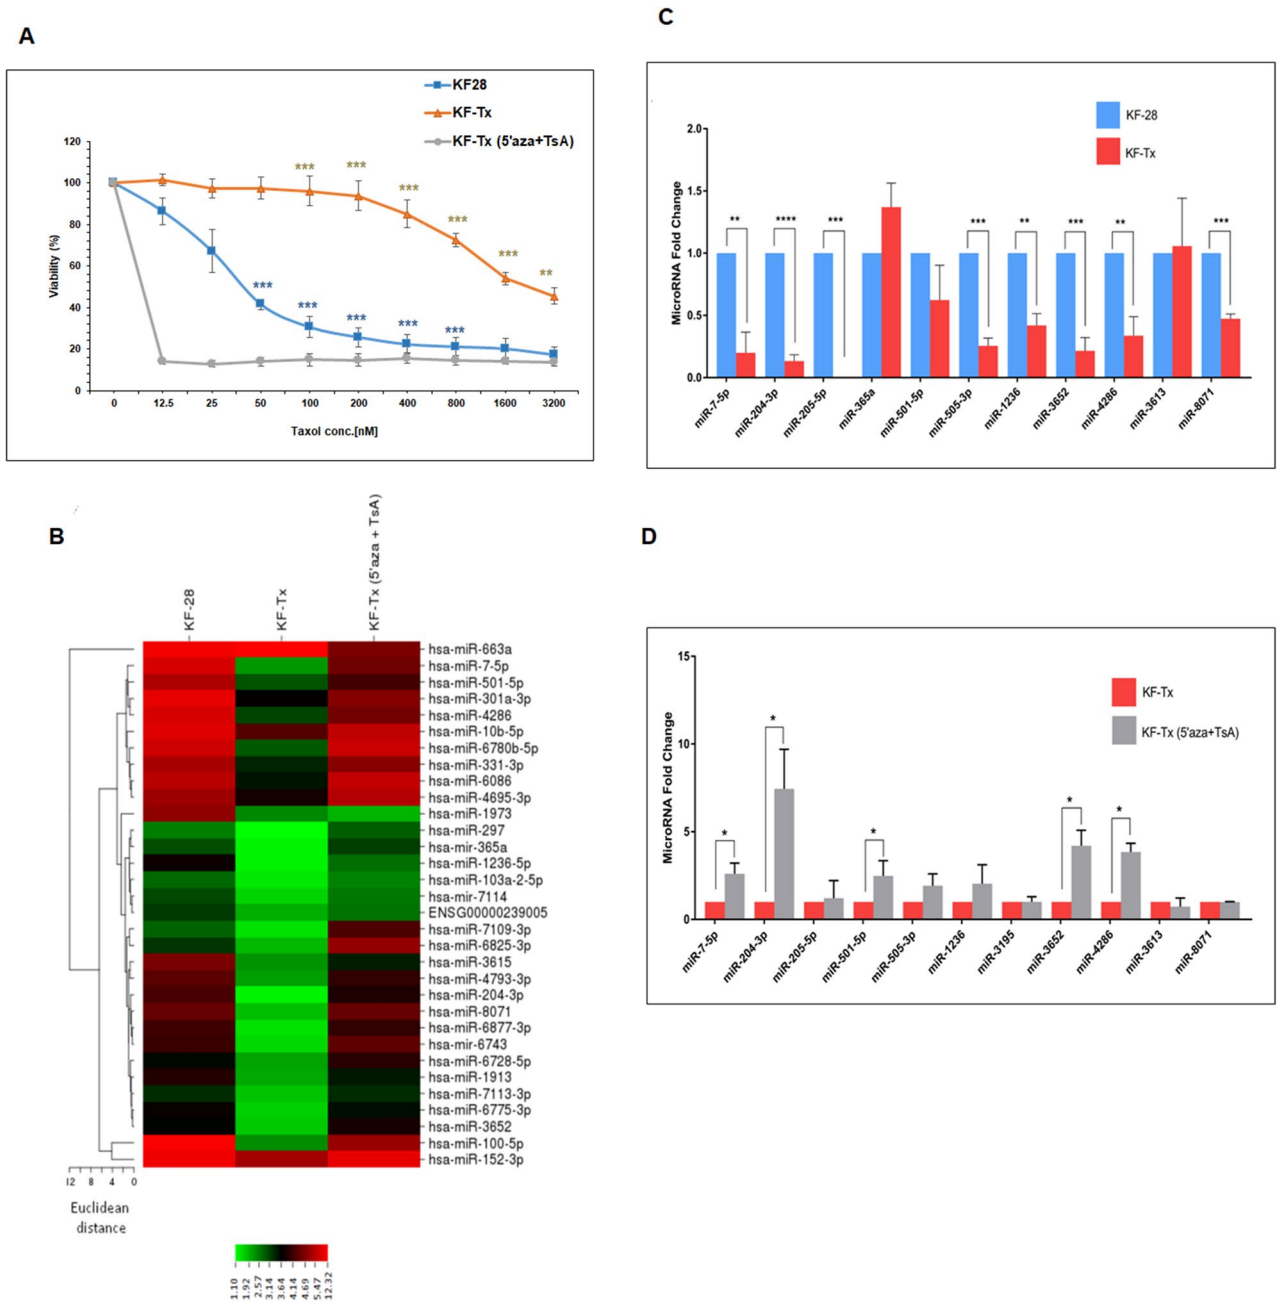 A
KF28
KF-Tx
KF-Tx (5'aza+TsA)
120
100
80
60
40
20
0
Viability (%)
***
***
***
***
***
**
***
***
***
***
***
0 12.5 25 50 100 200 400 800 1600 3200
Taxol conc.[nM]
C
KF-28
KF-Tx
2.0
1.5
1.0
0.5
0.0
MicroRNA Fold Change
** **** *** *** ** *** ** ***
miR-7-5p
miR-204-3p
miR-205-5p
miR-365a
miR-501-5p
miR-505-3p
miR-1236
miR-3652
miR-4286
miR-3613
miR-8071
B
KF-28
KF-Tx
KF-Tx (5'aza + TsA)
hsa-miR-663a
hsa-miR-7-5p
hsa-miR-501-5p
hsa-miR-301a-3p
hsa-miR-4286
hsa-miR-10b-5p
hsa-miR-6780b-5p
hsa-miR-331-3p
hsa-miR-6086
hsa-miR-4695-3p
hsa-miR-1973
hsa-miR-297
hsa-mir-365a
hsa-miR-1236-5p
hsa-miR-103a-2-5p
hsa-mir-7114
ENSG00000239005
hsa-miR-7109-3p
hsa-miR-6825-3p
hsa-miR-3615
hsa-miR-4793-3p
hsa-miR-204-3p
hsa-miR-8071
hsa-miR-6877-3p
hsa-mir-6743
hsa-miR-6728-5p
hsa-miR-1913
hsa-miR-7113-3p
hsa-miR-6775-3p
hsa-miR-3652
hsa-miR-100-5p
hsa-miR-152-3p
12 8 4 0
Euclidean
distance
1.10
1.92
2.57
3.14
3.64
4.14
4.69
5.47
12.32
D
KF-Tx
KF-Tx (5'aza+TsA)
15
10
5
0
MicroRNA Fold Change
* * * * *
miR-7-5p
miR-204-3p
miR-205-5p
miR-501-5p
miR-505-3p
miR-1236
miR-3195
miR-3652
miR-4286
miR-3613
miR-8071